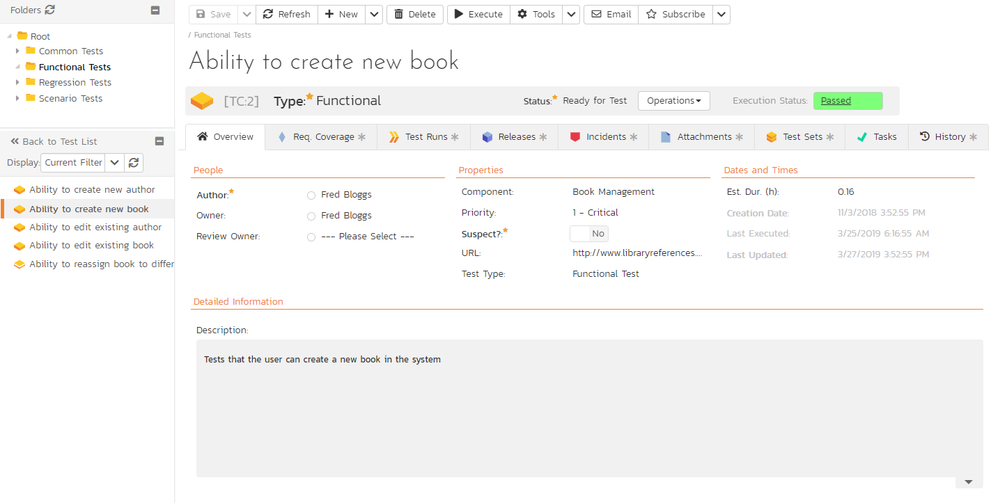 Folders
Root
Common Tests
Functional Tests
Regression Tests
Scenario Tests
Back to Test List
Display: Current Filter
Ability to create new author
Ability to create new book
Ability to edit existing author
Ability to edit existing book
Ability to reassign book to differ
Save Refresh New Delete Execute Tools Email Subscribe
/ Functional Tests
Ability to create new book
[TC:2] Type: Functional Status: Ready for Test Operations Execution Status: Passed
Overview Req. Coverage Test Runs Releases Incidents Attachments Test Sets Tasks History
People
Author: Fred Bloggs
Owner: Fred Bloggs
Review Owner: --- Please Select ---
Properties
Component: Book Management
Priority: 1 - Critical
Suspect?: No
URL: http://www.libraryreferences....
Test Type: Functional Test
Dates and Times
Est. Dur. (h): 0.16
Creation Date: 11/3/2018 3:52:55 PM
Last Executed: 3/25/2019 6:16:55 AM
Last Updated: 3/27/2019 3:52:55 PM
Detailed Information
Description:
Tests that the user can create a new book in the system